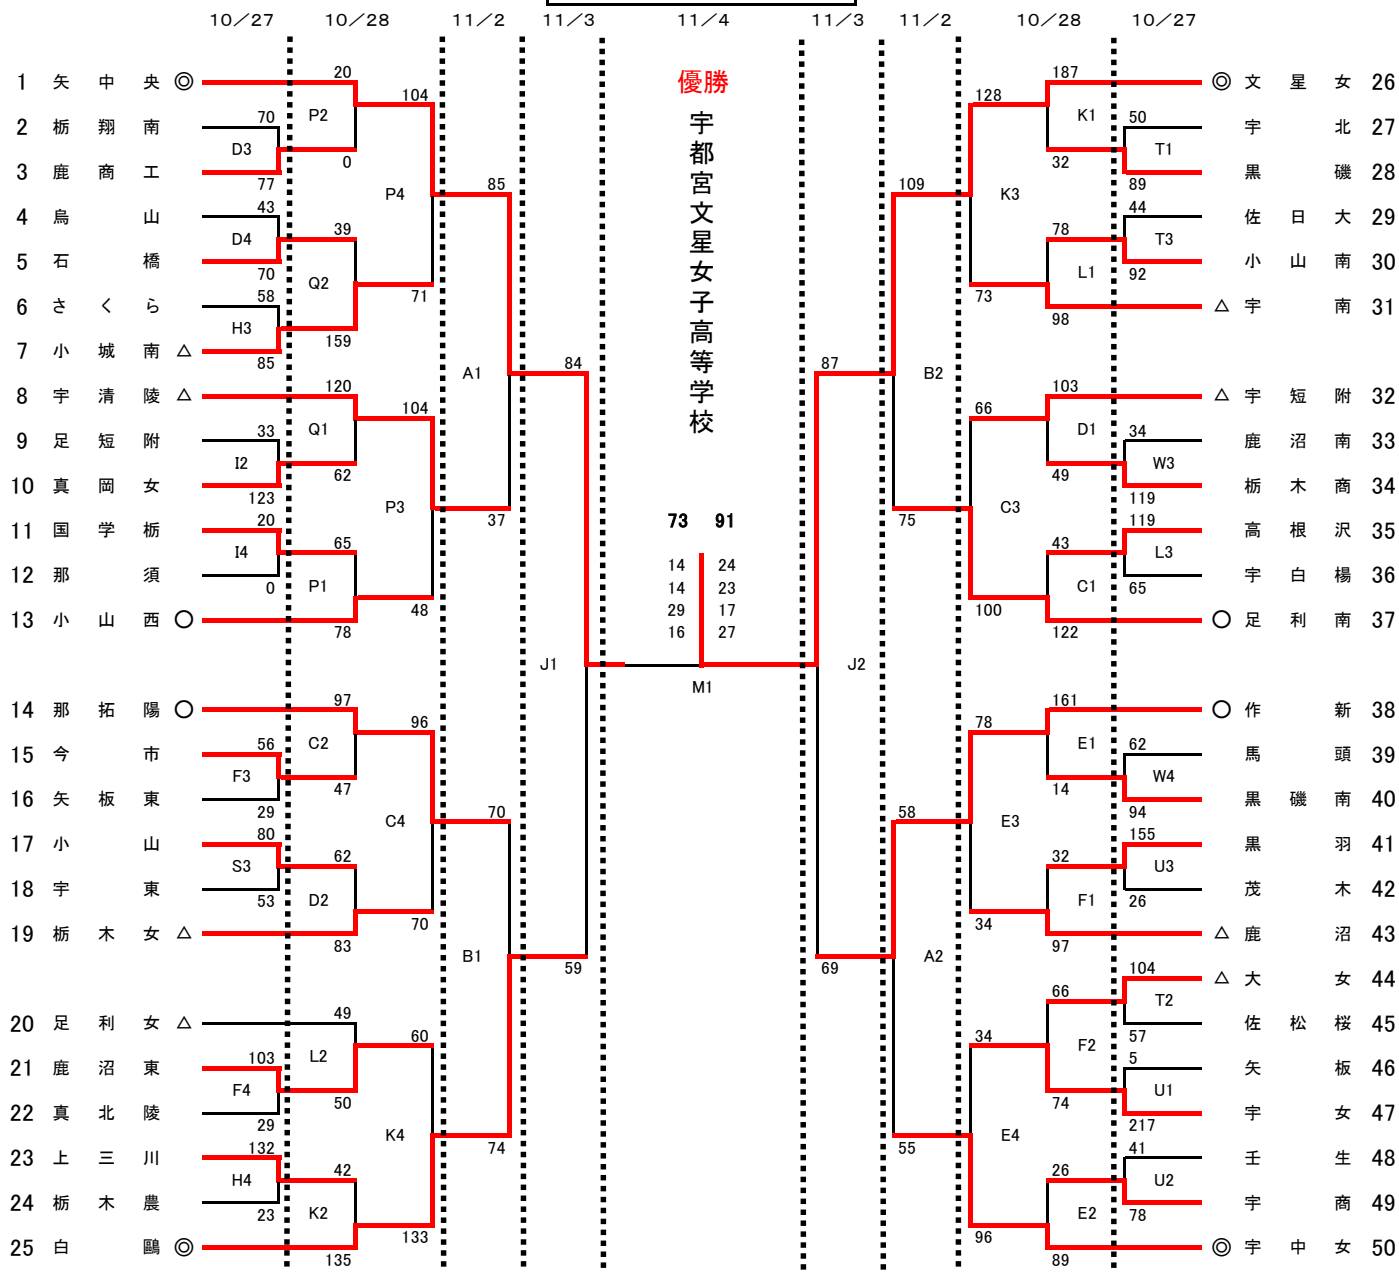 10／27 10／28 11／2 11／3 11／4 11／3 11／2 10／28 10／27
優勝
宇都宮文星女子高等学校
73 91
14 24
14 23
29 17
16 27
M1
1 矢中央 ◎
2 栃翔南
3 鹿商工
4 烏山
5 石橋
6 さくら
7 小城南 △
8 宇清陵 △
9 足短附
10 真岡女
11 国学栃
12 那須
13 小山西 ○
14 那拓陽 ○
15 今市
16 矢板東
17 小山
18 宇東
19 栃木女 △
20 足利女 △
21 鹿沼東
22 真北陵
23 上三川
24 栃木農
25 白鷗 ◎
70
D3
77
43
D4
70
58
H3
85
33
I2
123
20
I4
0
56
F3
29
80
S3
53
103
F4
29
132
H4
23
20
P2
0
39
Q2
159
120
Q1
62
65
P1
78
97
C2
47
62
D2
83
49
L2
50
42
K2
135
104
P4
71
104
P3
48
96
C4
70
60
K4
133
85
A1
37
70
B1
74
84
J1
59
87
J2
69
109
B2
75
58
A2
55
128
K3
73
66
C3
100
78
E3
34
34
E4
96
187
K1
32
78
L1
98
103
D1
49
43
C1
122
161
E1
14
32
F1
97
66
F2
74
26
E2
89
50
T1
89
44
T3
92
34
W3
119
119
L3
65
62
W4
94
155
U3
26
104
T2
57
5
U1
217
41
U2
78
◎ 文星女 26
宇北 27
黒磯 28
佐日大 29
小山南 30
△ 宇南 31
△ 宇短附 32
鹿沼南 33
栃木商 34
高根沢 35
宇白楊 36
○ 足利南 37
○ 作新 38
馬頭 39
黒磯南 40
黒羽 41
茂木 42
△ 鹿沼 43
△ 大女 44
佐松桜 45
矢板 46
宇女 47
壬生 48
宇商 49
◎ 宇中女 50